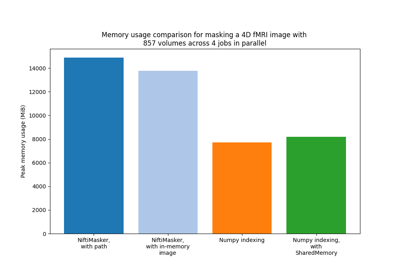 Memory usage comparison for masking a 4D fMRI image with
857 volumes across 4 jobs in parallel
Peak memory usage (MiB)
14000
12000
10000
8000
6000
4000
2000
0
NiftiMasker,
with path
NiftiMasker,
with in-memory
image
Numpy indexing
Numpy indexing,
with
SharedMemory